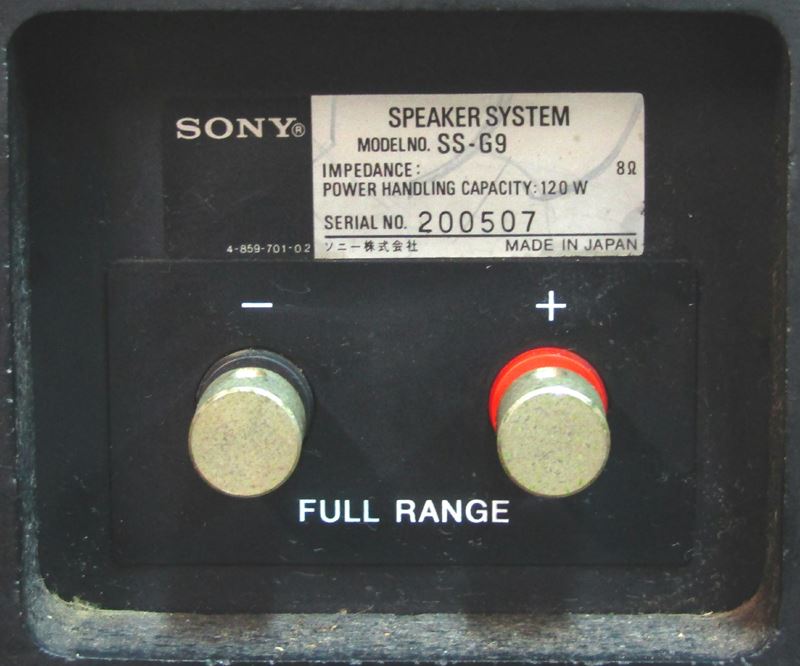 SONY®
SPEAKER SYSTEM
MODEL NO. SS-G9
IMPEDANCE: 8Ω
POWER HANDLING CAPACITY: 120 W
SERIAL NO. 200507
4-859-701-02 ソニー株式会社 MADE IN JAPAN
− +
FULL RANGE